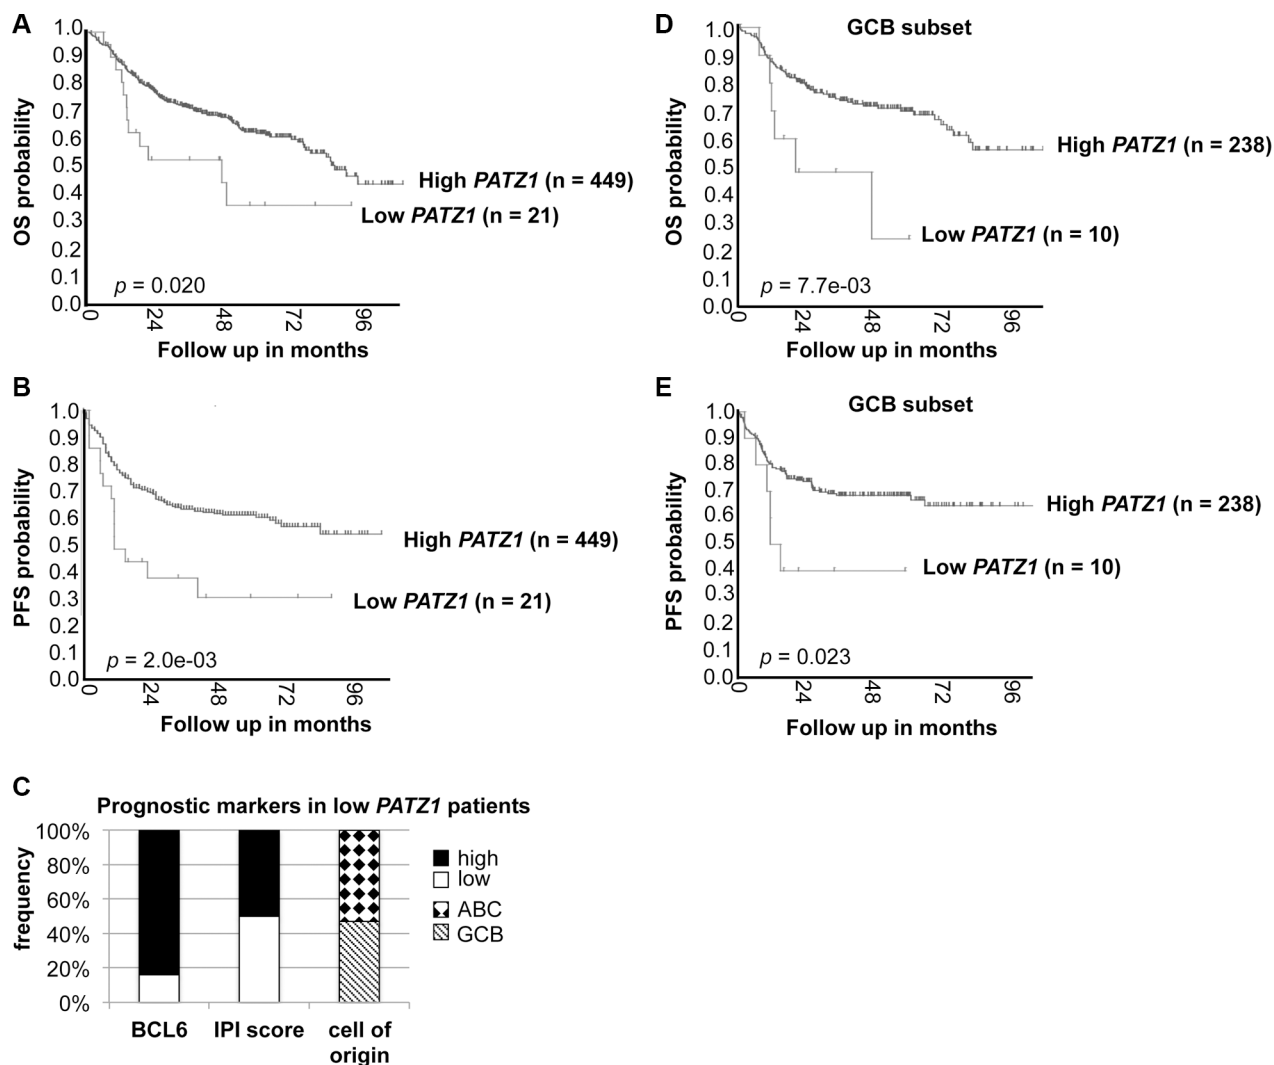 A
1.0
0.9
0.8
0.7
0.6
0.5
0.4
0.3
0.2
0.1
0.0
OS probability
High PATZ1 (n = 449)
Low PATZ1 (n = 21)
p = 0.020
0 24 48 72 96
Follow up in months
B
1.0
0.9
0.8
0.7
0.6
0.5
0.4
0.3
0.2
0.1
0.0
PFS probability
High PATZ1 (n = 449)
Low PATZ1 (n = 21)
p = 2.0e-03
0 24 48 72 96
Follow up in months
C
Prognostic markers in low PATZ1 patients
100%
80%
60%
40%
20%
0%
frequency
high
low
ABC
GCB
BCL6 IPI score cell of
origin
D
GCB subset
1.0
0.9
0.8
0.7
0.6
0.5
0.4
0.3
0.2
0.1
0.0
OS probability
High PATZ1 (n = 238)
Low PATZ1 (n = 10)
p = 7.7e-03
0 24 48 72 96
Follow up in months
E
GCB subset
1.0
0.9
0.8
0.7
0.6
0.5
0.4
0.3
0.2
0.1
0.0
PFS probability
High PATZ1 (n = 238)
Low PATZ1 (n = 10)
p = 0.023
0 24 48 72 96
Follow up in months